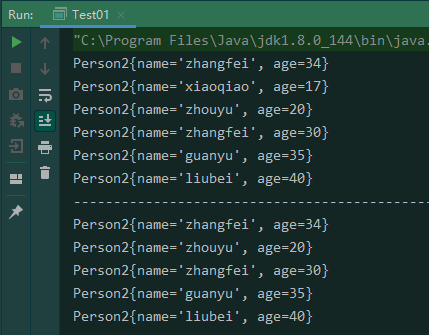 Run: Test01
"C:\Program Files\Java\jdk1.8.0_144\bin\java.
Person2{name='zhangfei', age=34}
Person2{name='xiaoqiao', age=17}
Person2{name='zhouyu', age=20}
Person2{name='zhangfei', age=30}
Person2{name='guanyu', age=35}
Person2{name='liubei', age=40}
---------------------------------------------
Person2{name='zhangfei', age=34}
Person2{name='zhouyu', age=20}
Person2{name='zhangfei', age=30}
Person2{name='guanyu', age=35}
Person2{name='liubei', age=40}